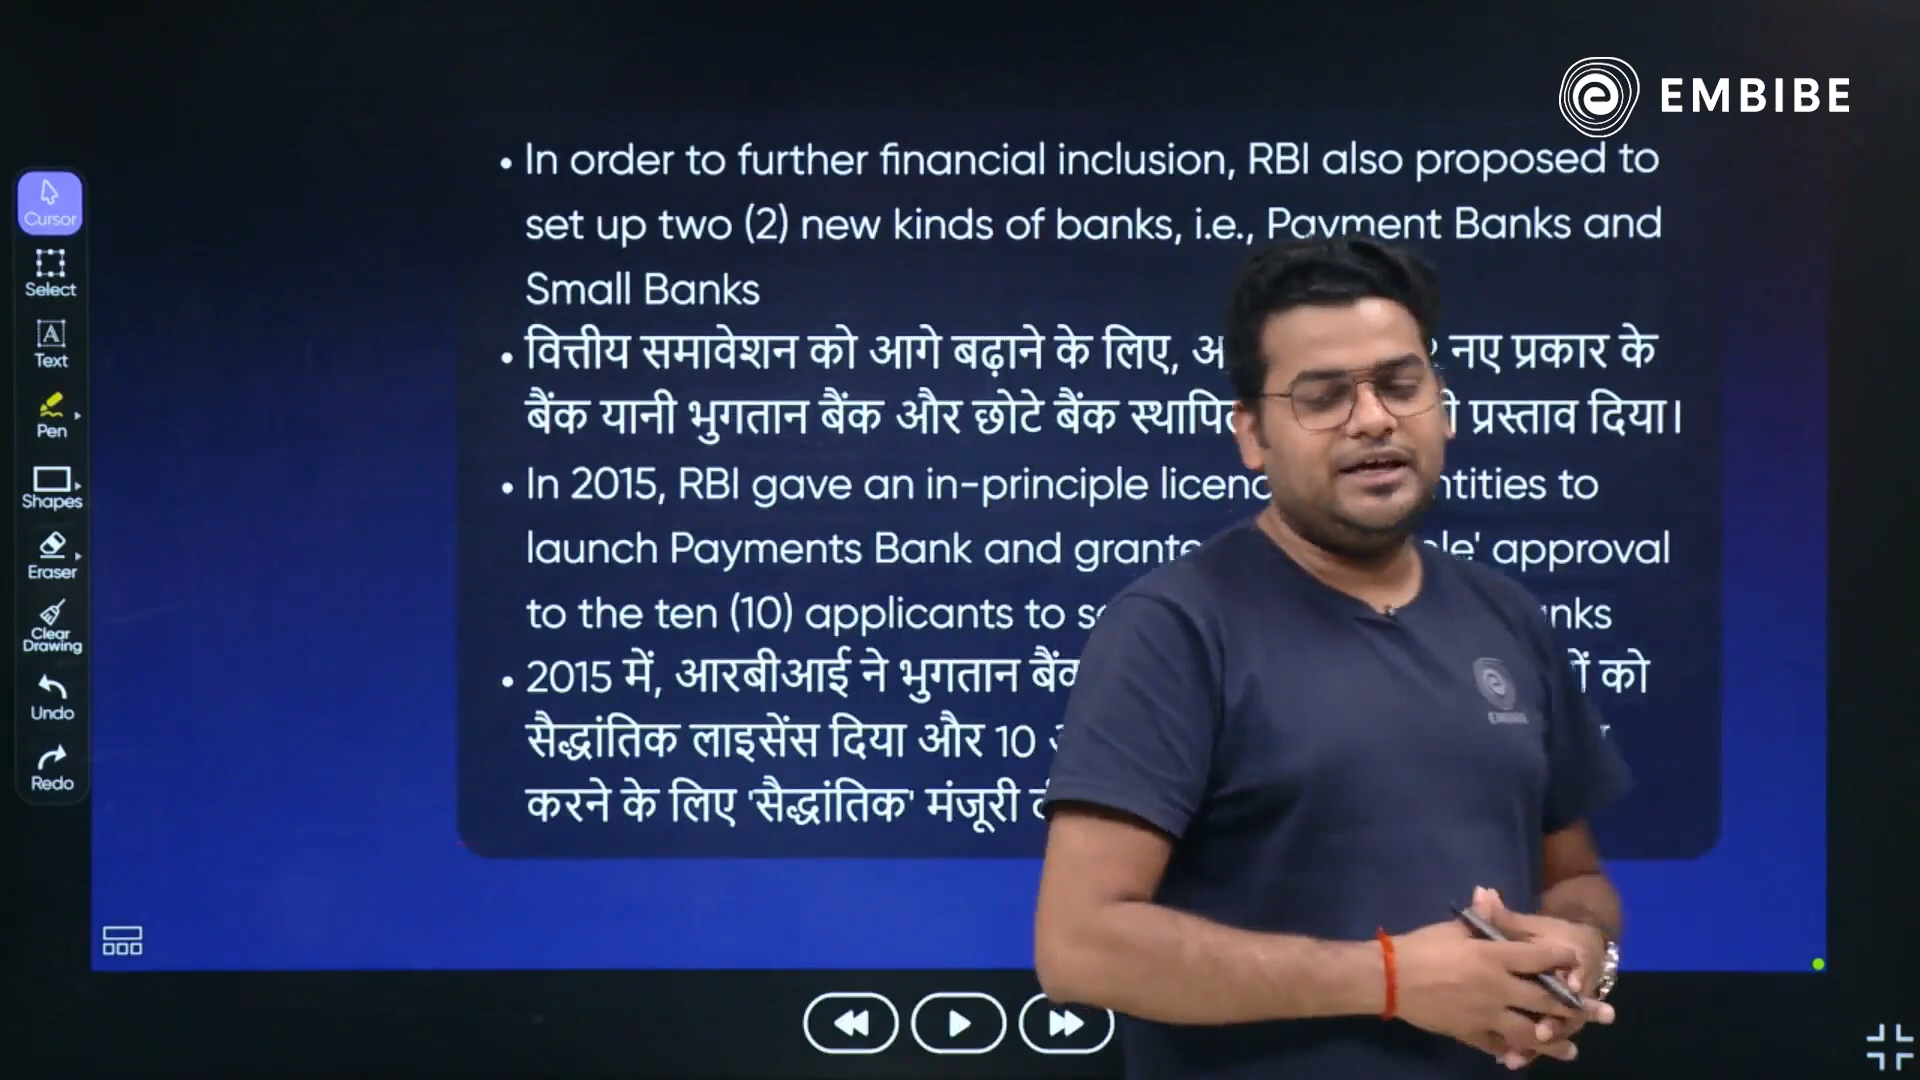 EMBIBE
• In order to further financial inclusion, RBI also proposed to
set up two (2) new kinds of banks, i.e., Payment Banks and
Small Banks
• वित्तीय समावेशन को आगे बढ़ाने के लिए, नए प्रकार के
बैंक यानी भुगतान बैंक और छोटे बैंक प्रस्ताव दिया।
• In 2015, RBI gave an in-principle to
launch Payments Bank and approval
to the ten (10) applicants to
• 2015 में, आरबीआई ने भुगतान को
सैद्धांतिक लाइसेंस दिया और 10
करने के लिए 'सैद्धांतिक' मंजूरी
Cursor
Select
Text
Pen
Shapes
Eraser
Clear
Drawing
Undo
Redo
EMBIBE